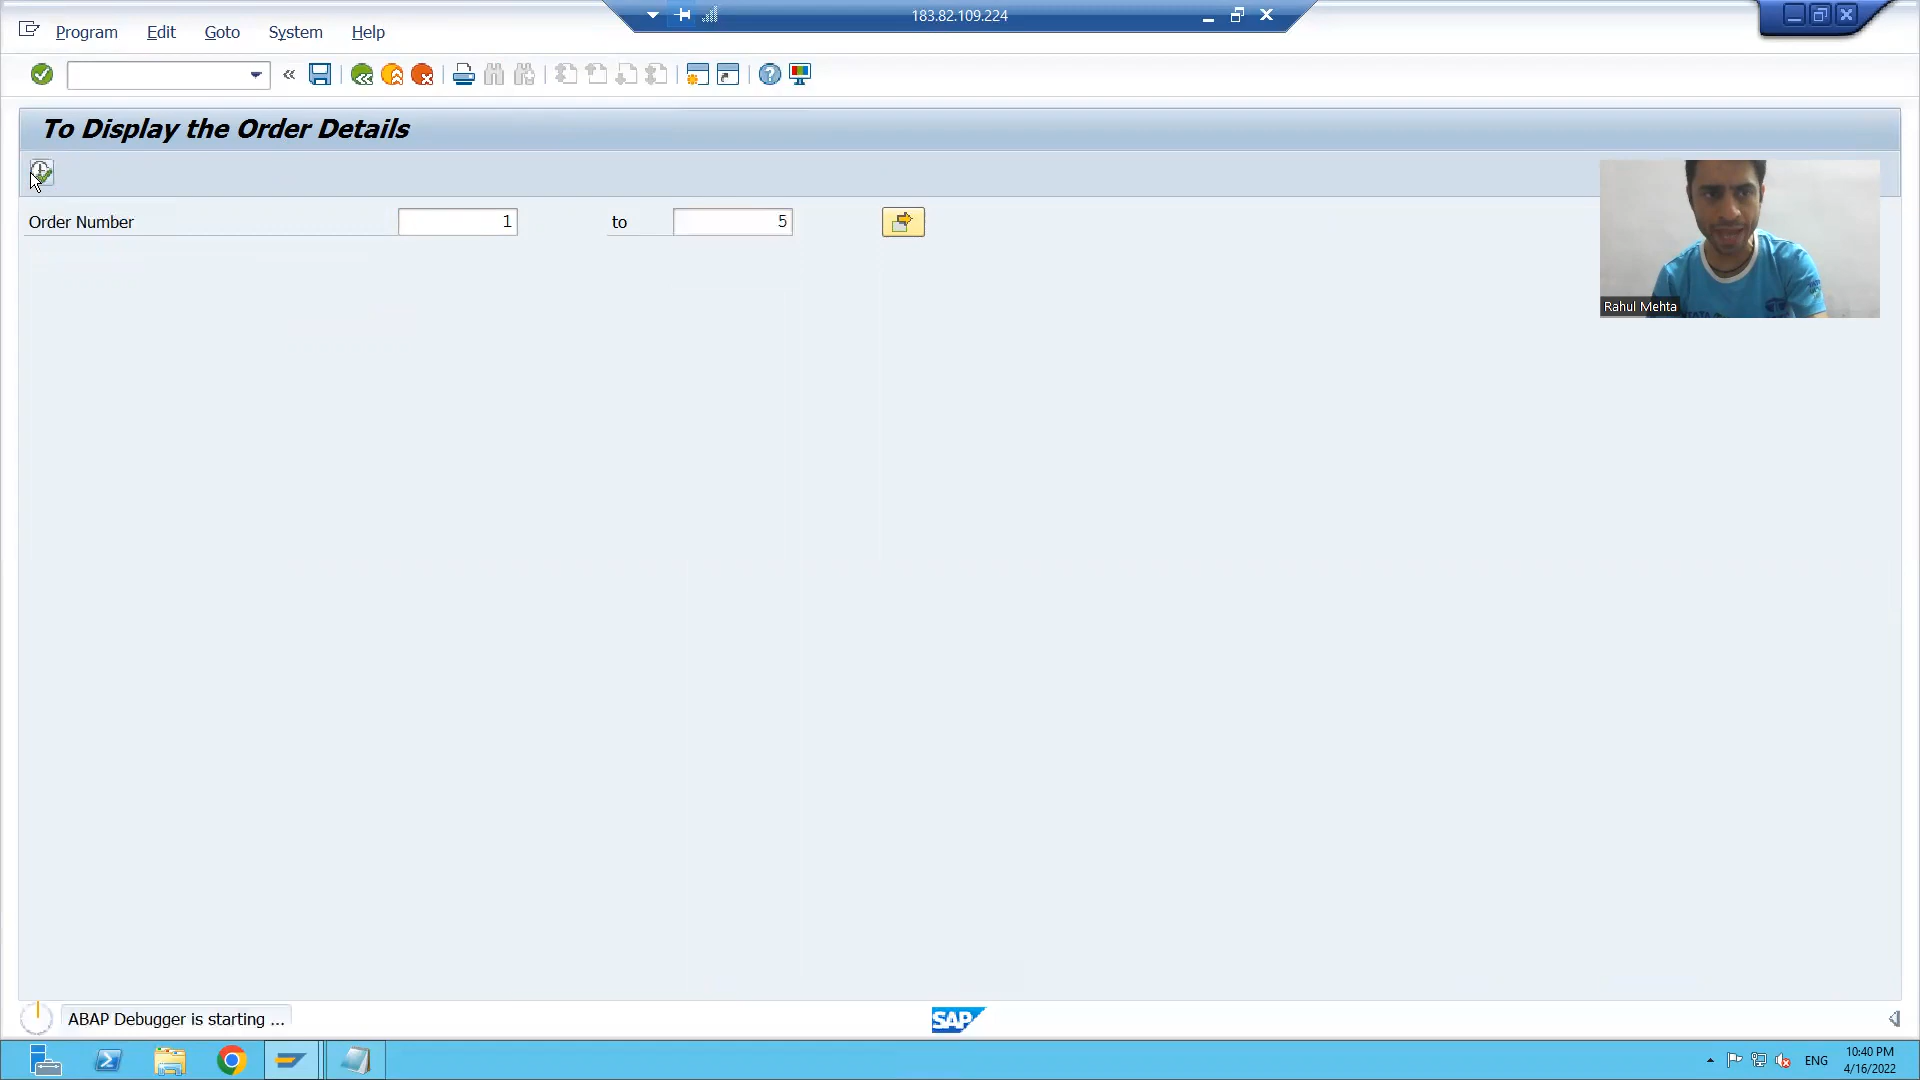 183.82.109.224
Program Edit Goto System Help
To Display the Order Details
Order Number 1 to 5
Rahul Mehta
ABAP Debugger is starting ...
SAP
ENG
10:40 PM
4/16/2022